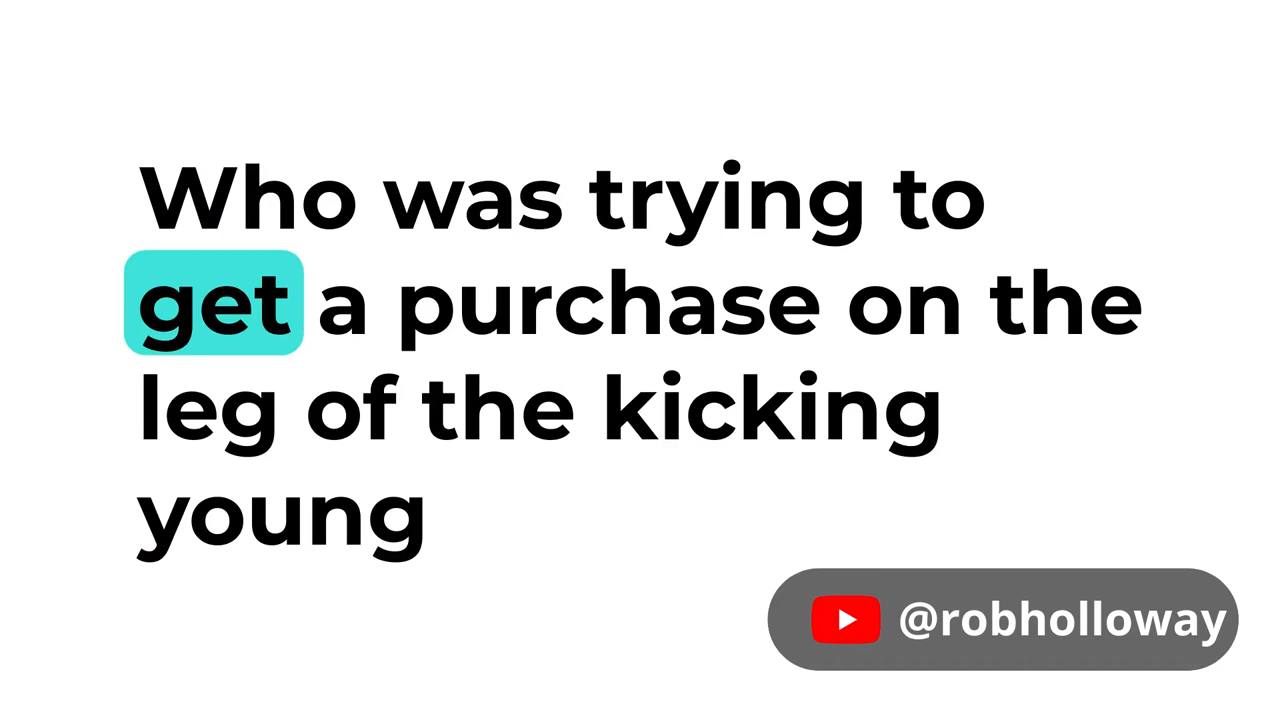 Who was trying to
get a purchase on the
leg of the kicking
young
@robholloway